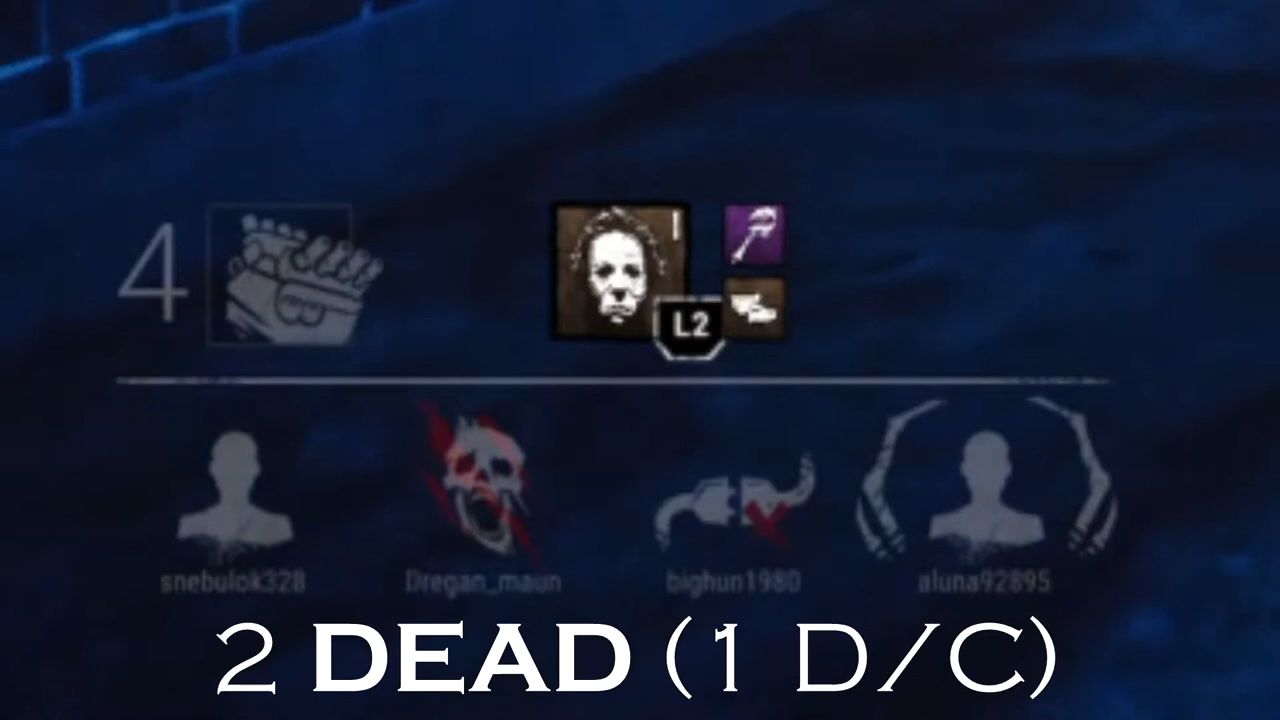 4
I
L2
snebulok328
Dregan_maun
bighun1980
aluna92895
2 DEAD (1 D/C)